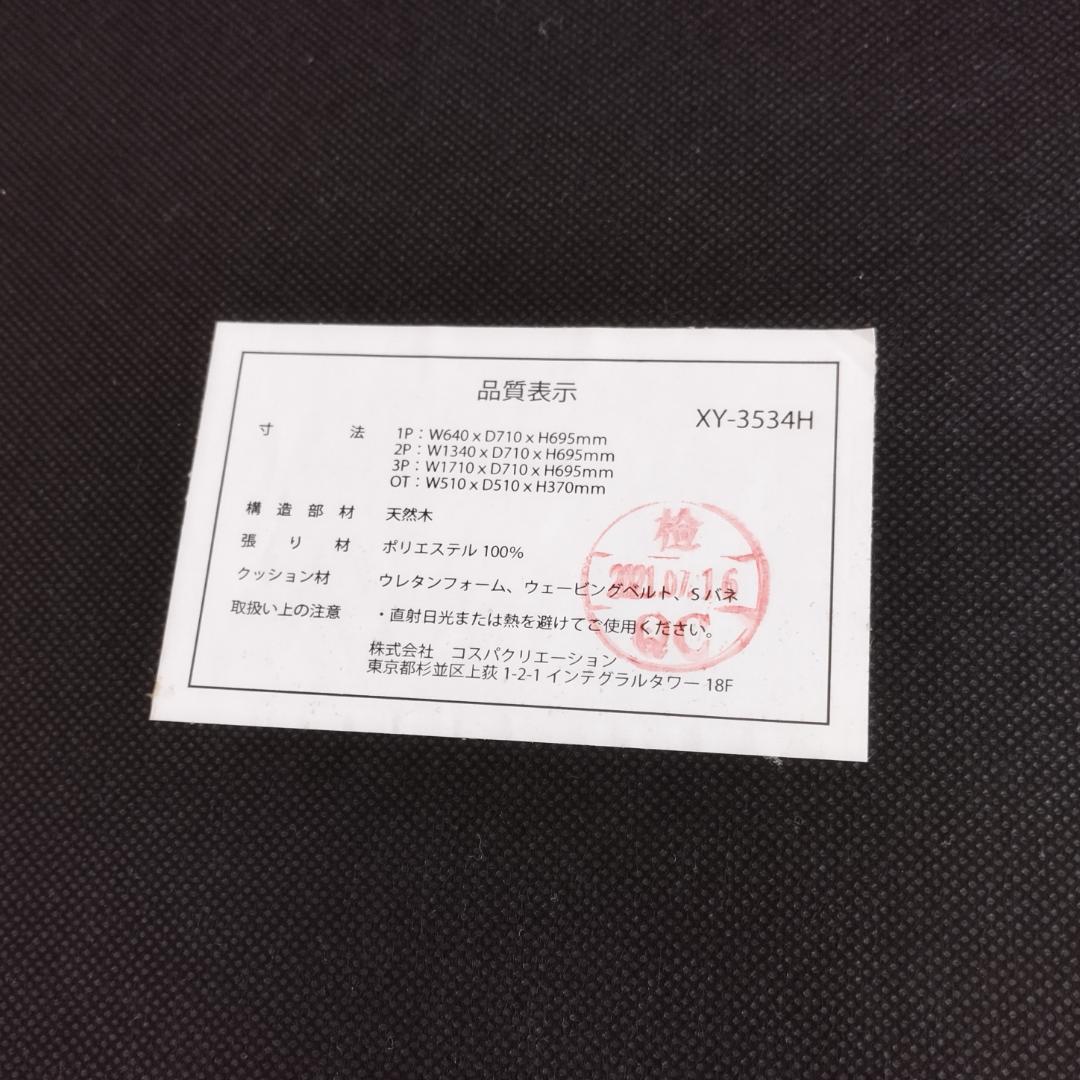 品質表示
XY-3534H
寸法 1P：W640 x D710 x H695mm
2P：W1340 x D710 x H695mm
3P：W1710 x D710 x H695mm
OT：W510 x D510 x H370mm
構造部材 天然木
張り材 ポリエステル 100%
クッション材 ウレタンフォーム、ウェービングベルト、S バネ
取扱い上の注意 ・直射日光または熱を避けてご使用ください。
株式会社 コスパクリエーション
東京都杉並区上荻 1-2-1 インテグラルタワー 18F
检
2021.07.16
QC